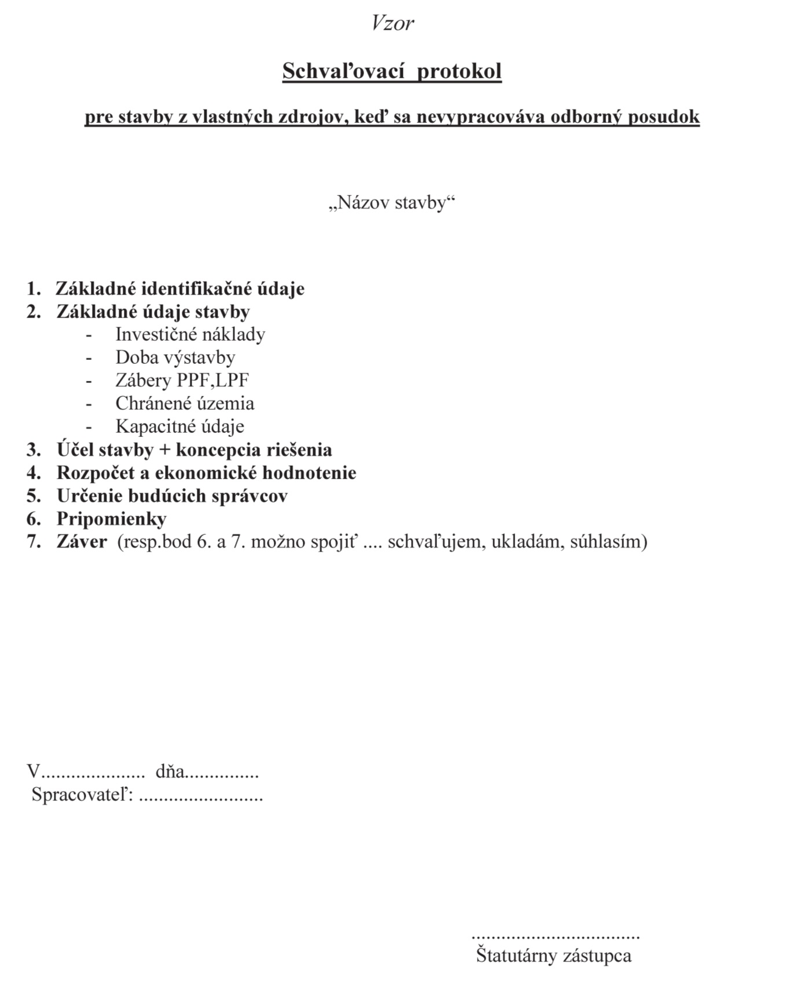 Vzor
Schvaľovací protokol
pre stavby z vlastných zdrojov, keď sa nevypracováva odborný posudok
„Názov stavby“
1. Základné identifikačné údaje
2. Základné údaje stavby
- Investičné náklady
- Doba výstavby
- Zábery PPF,LPF
- Chránené územia
- Kapacitné údaje
3. Účel stavby + koncepcia riešenia
4. Rozpočet a ekonomické hodnotenie
5. Určenie budúcich správcov
6. Pripomienky
7. Záver (resp.bod 6. a 7. možno spojiť .... schvaľujem, ukladám, súhlasím)
V..................... dňa...............
Spracovateľ: .........................
..................................
Štatutárny zástupca